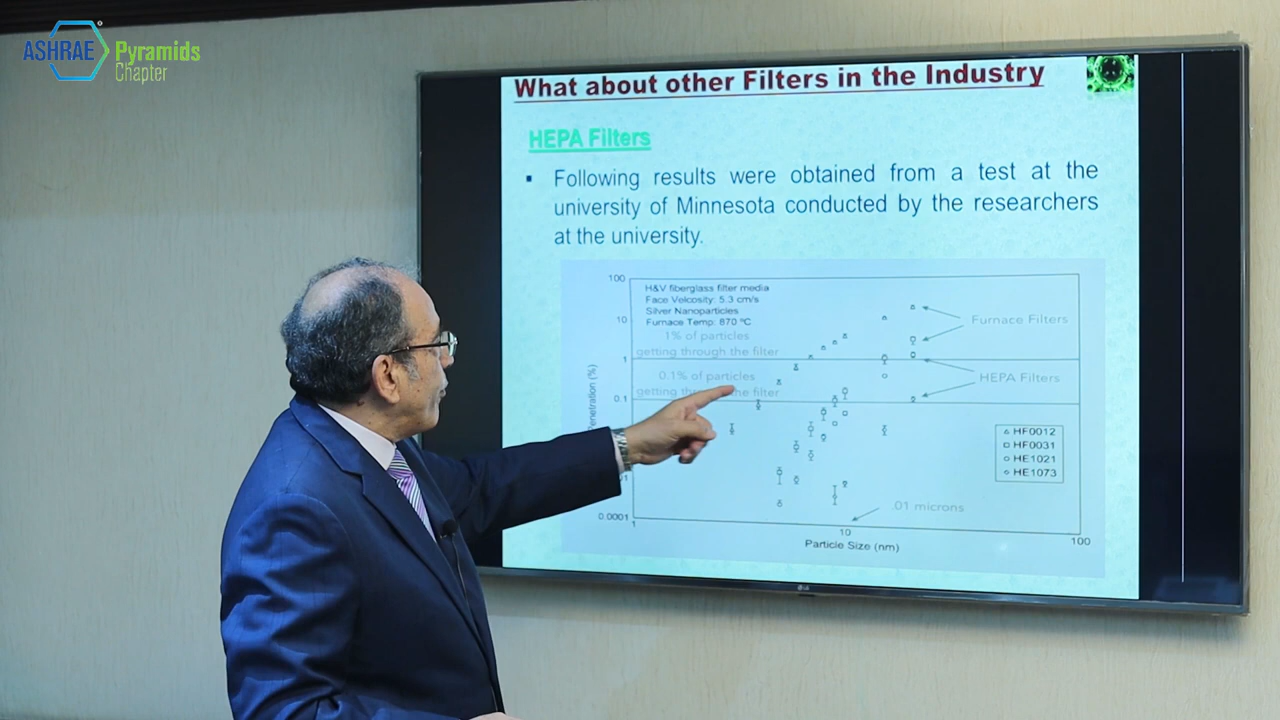 ASHRAE Pyramids
Chapter
What about other Filters in the Industry
HEPA Filters
▪ Following results were obtained from a test at the
university of Minnesota conducted by the researchers
at the university.
100
H&V fiberglass filter media
Face Velcosity: 5.3 cm/s
Silver Nanoparticles
Furnace Temp: 870 ºC
10
Furnace Filters
1% of particles
getting through the filter
1
0.1% of particles
HEPA Filters
getting the filter
0.1
(%)
HF0012
HF0031
HE1021
HE1073
.01 microns
0.0001
1
10
100
Particle Size (nm)
LG